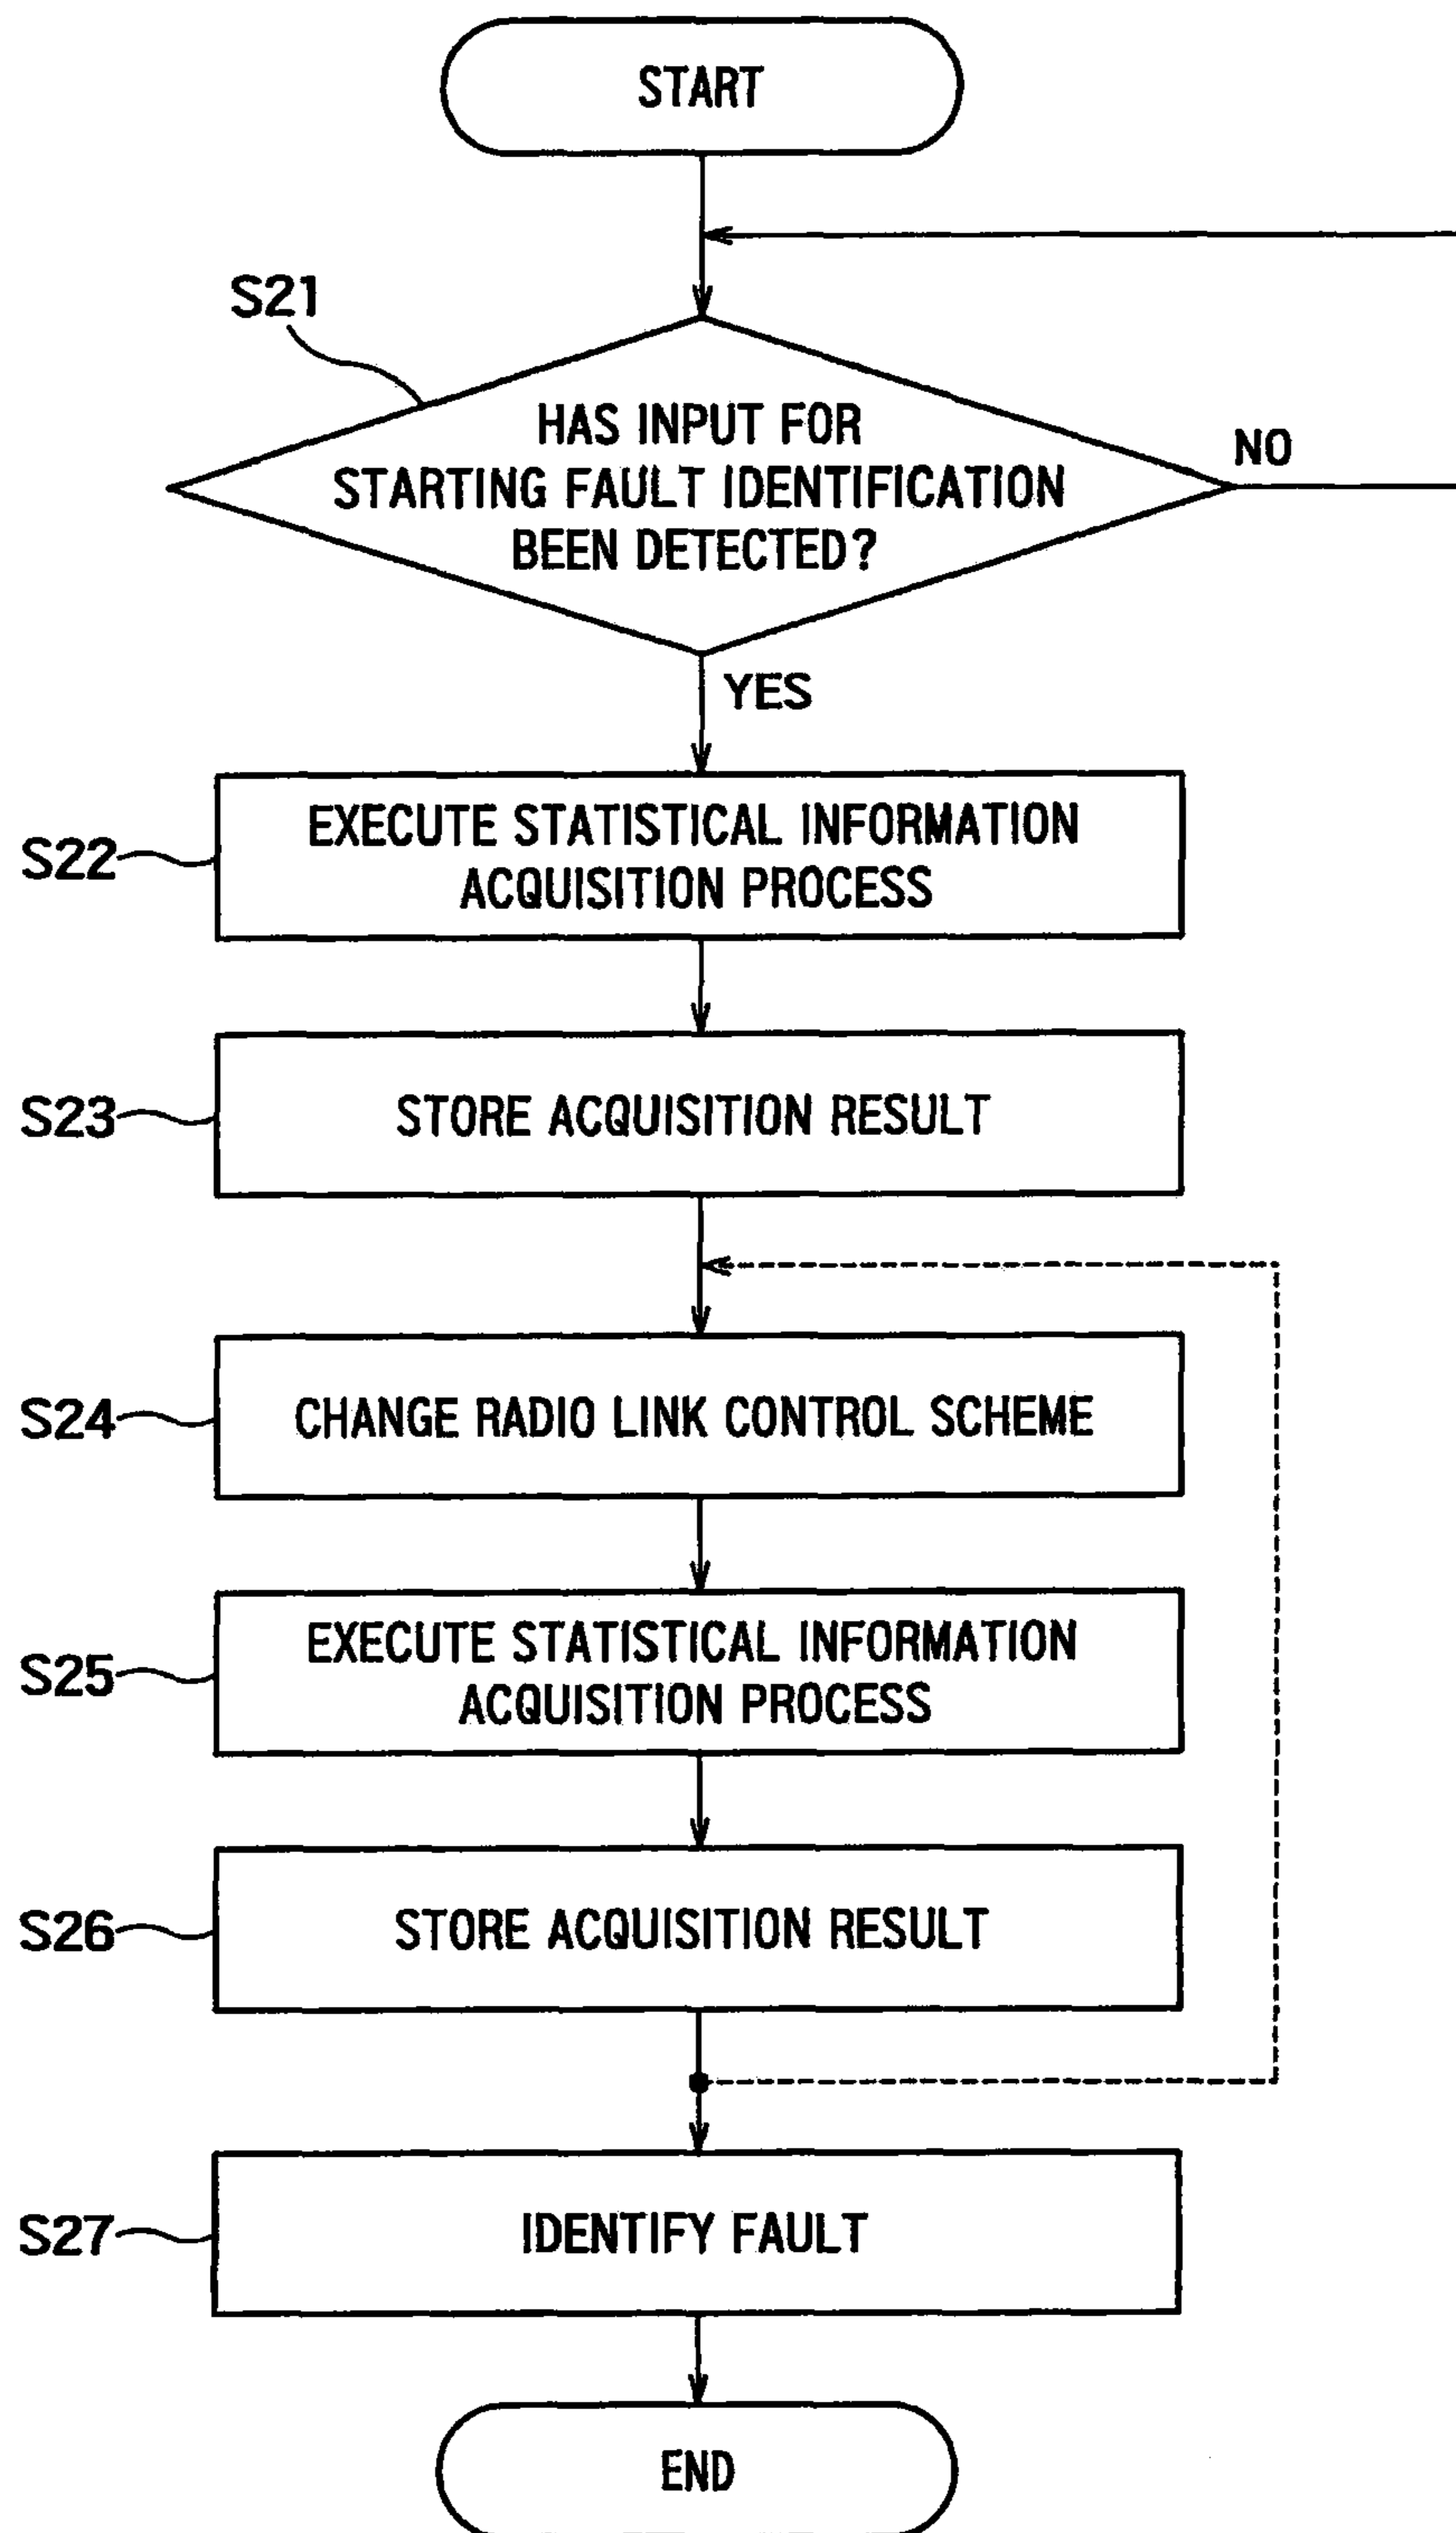 START
S21
HAS INPUT FOR
STARTING FAULT IDENTIFICATION
BEEN DETECTED?
NO
YES
S22
EXECUTE STATISTICAL INFORMATION
ACQUISITION PROCESS
S23
STORE ACQUISITION RESULT
S24
CHANGE RADIO LINK CONTROL SCHEME
S25
EXECUTE STATISTICAL INFORMATION
ACQUISITION PROCESS
S26
STORE ACQUISITION RESULT
S27
IDENTIFY FAULT
END